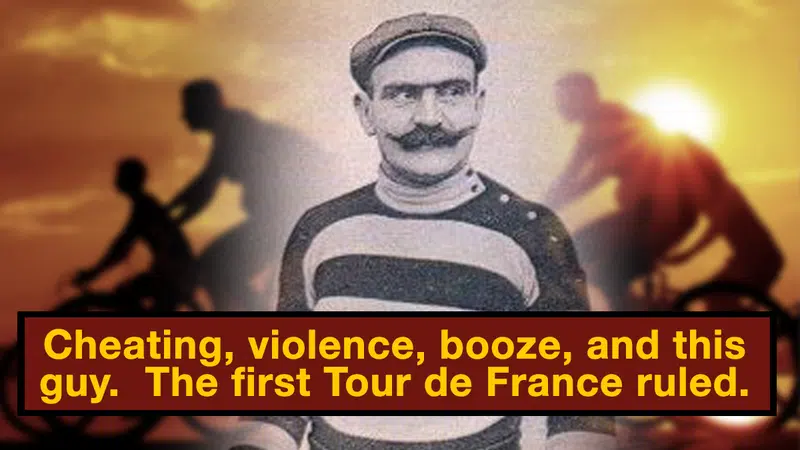 Cheating, violence, booze, and this
guy.  The first Tour de France ruled.